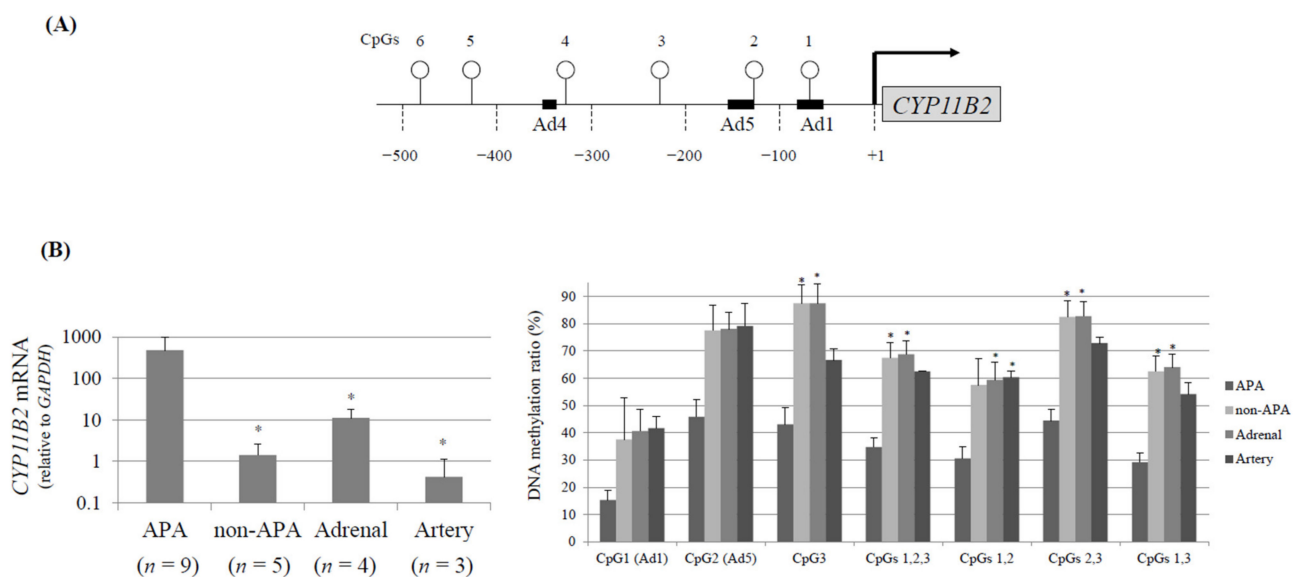 (A)
CpGs 6 5 4 3 2 1
Ad4 Ad5 Ad1
CYP11B2
−500 −400 −300 −200 −100 +1
(B)
CYP11B2 mRNA
(relative to GAPDH)
1000
100
10
1
0.1
* * *
APA non-APA Adrenal Artery
(n = 9) (n = 5) (n = 4) (n = 3)
DNA methylation ratio (%)
90
80
70
60
50
40
30
20
10
0
* * * * * * * * * *
CpG1 (Ad1) CpG2 (Ad5) CpG3 CpGs 1,2,3 CpGs 1,2 CpGs 2,3 CpGs 1,3
APA
non-APA
Adrenal
Artery